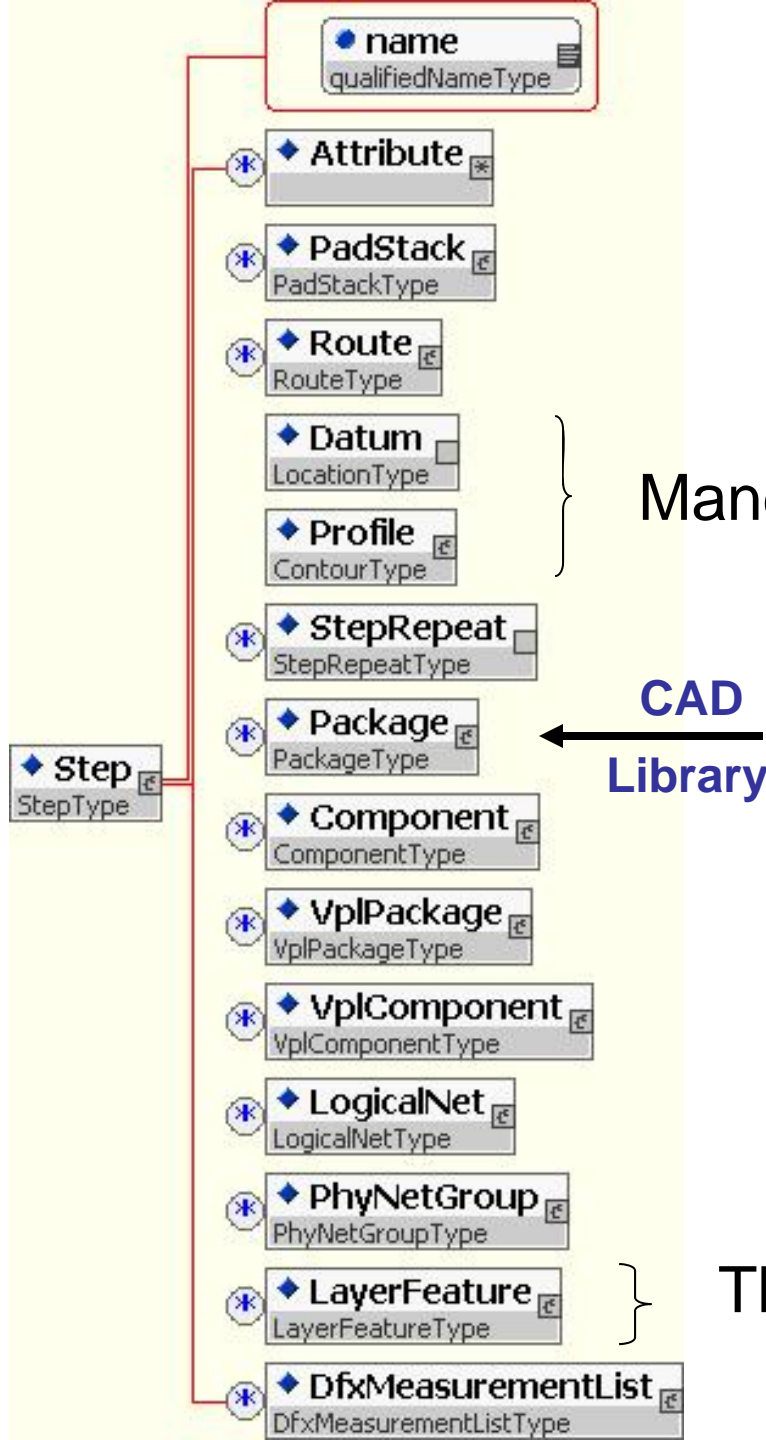 name
qualifiedNameType
Attribute
PadStack
PadStackType
Route
RouteType
Datum
LocationType
Profile
ContourType
StepRepeat
StepRepeatType
Package
PackageType
CAD
Library
Step
StepType
Component
ComponentType
VplPackage
VplPackageType
VplComponent
VplComponentType
LogicalNet
LogicalNetType
PhyNetGroup
PhyNetGroupType
LayerFeature
LayerFeatureType
DfxMeasurementList
DfxMeasurementListType